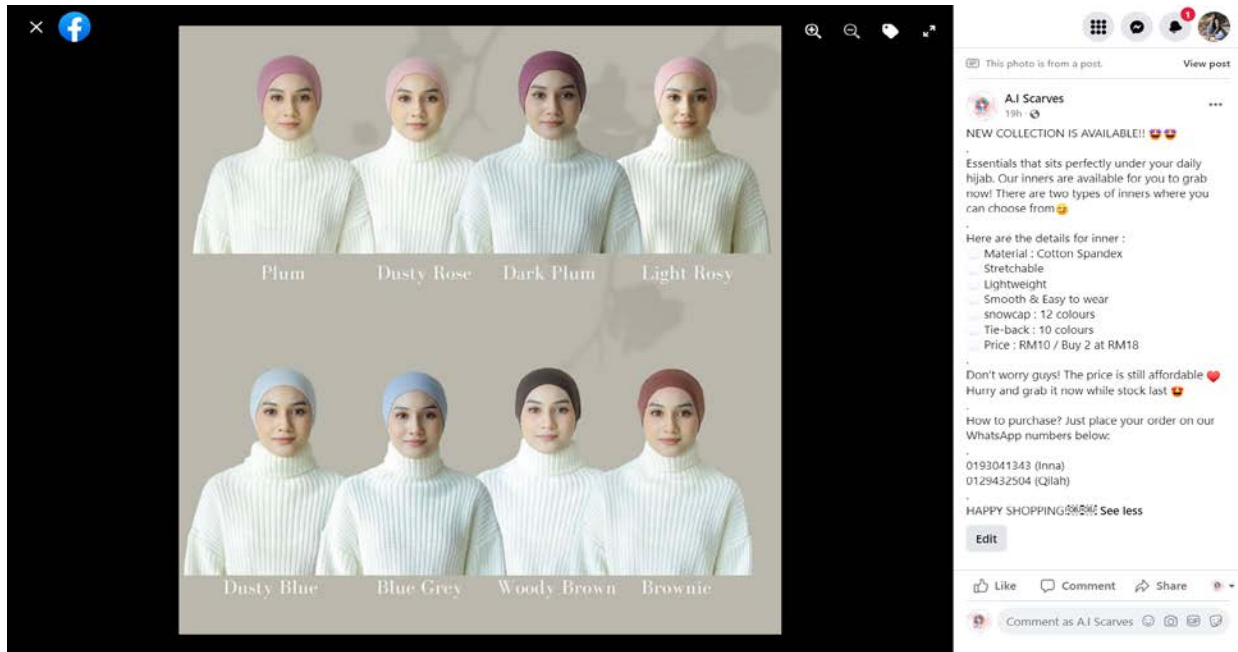 Plum Dusty Rose Dark Plum Light Rosy
Dusty Blue Blue Grey Woody Brown Brownie
1
This photo is from a post. View post
A.I Scarves
19h
NEW COLLECTION IS AVAILABLE!! 🤩🤩
.
Essentials that sits perfectly under your daily
hijab. Our inners are available for you to grab
now! There are two types of inners where you
can choose from😏
.
Here are the details for inner :
Material : Cotton Spandex
Stretchable
Lightweight
Smooth & Easy to wear
snowcap : 12 colours
Tie-back : 10 colours
Price : RM10 / Buy 2 at RM18
.
Don't worry guys! The price is still affordable ♥
Hurry and grab it now while stock last 🤩
.
How to purchase? Just place your order on our
WhatsApp numbers below:
.
0193041343 (Inna)
0129432504 (Qilah)
.
HAPPY SHOPPING See less
Edit
Like Comment Share
Comment as A.I Scarves